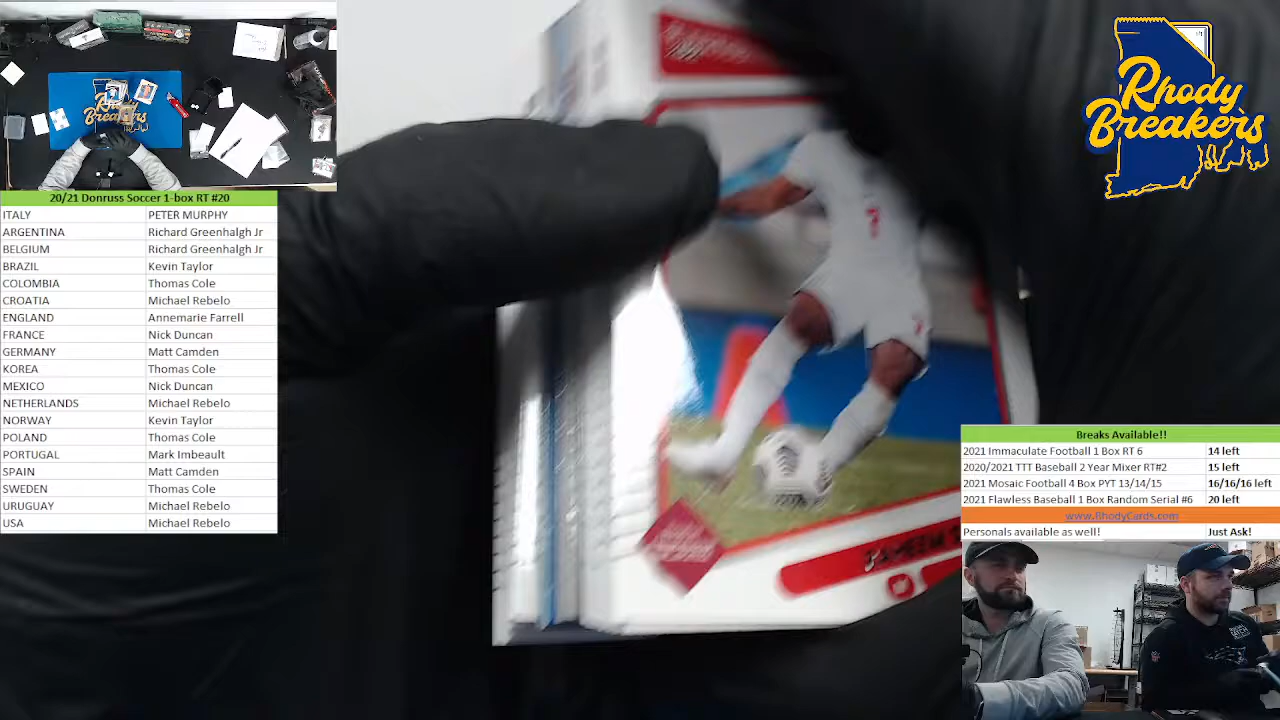 Rhody
Breakers
20/21 Donruss Soccer 1-box RT #20
ITALY PETER MURPHY
ARGENTINA Richard Greenhalgh Jr
BELGIUM Richard Greenhalgh Jr
BRAZIL Kevin Taylor
COLOMBIA Thomas Cole
CROATIA Michael Rebelo
ENGLAND Annemarie Farrell
FRANCE Nick Duncan
GERMANY Matt Camden
KOREA Thomas Cole
MEXICO Nick Duncan
NETHERLANDS Michael Rebelo
NORWAY Kevin Taylor
POLAND Thomas Cole
PORTUGAL Mark Imbeault
SPAIN Matt Camden
SWEDEN Thomas Cole
URUGUAY Michael Rebelo
USA Michael Rebelo
7
Breaks Available!!
2021 Immaculate Football 1 Box RT 6 14 left
2020/2021 TTT Baseball 2 Year Mixer RT#2 15 left
2021 Mosaic Football 4 Box PYT 13/14/15 16/16/16 left
2021 Flawless Baseball 1 Box Random Serial #6 20 left
www.RhodyCards.com
Personals available as well! Just Ask!